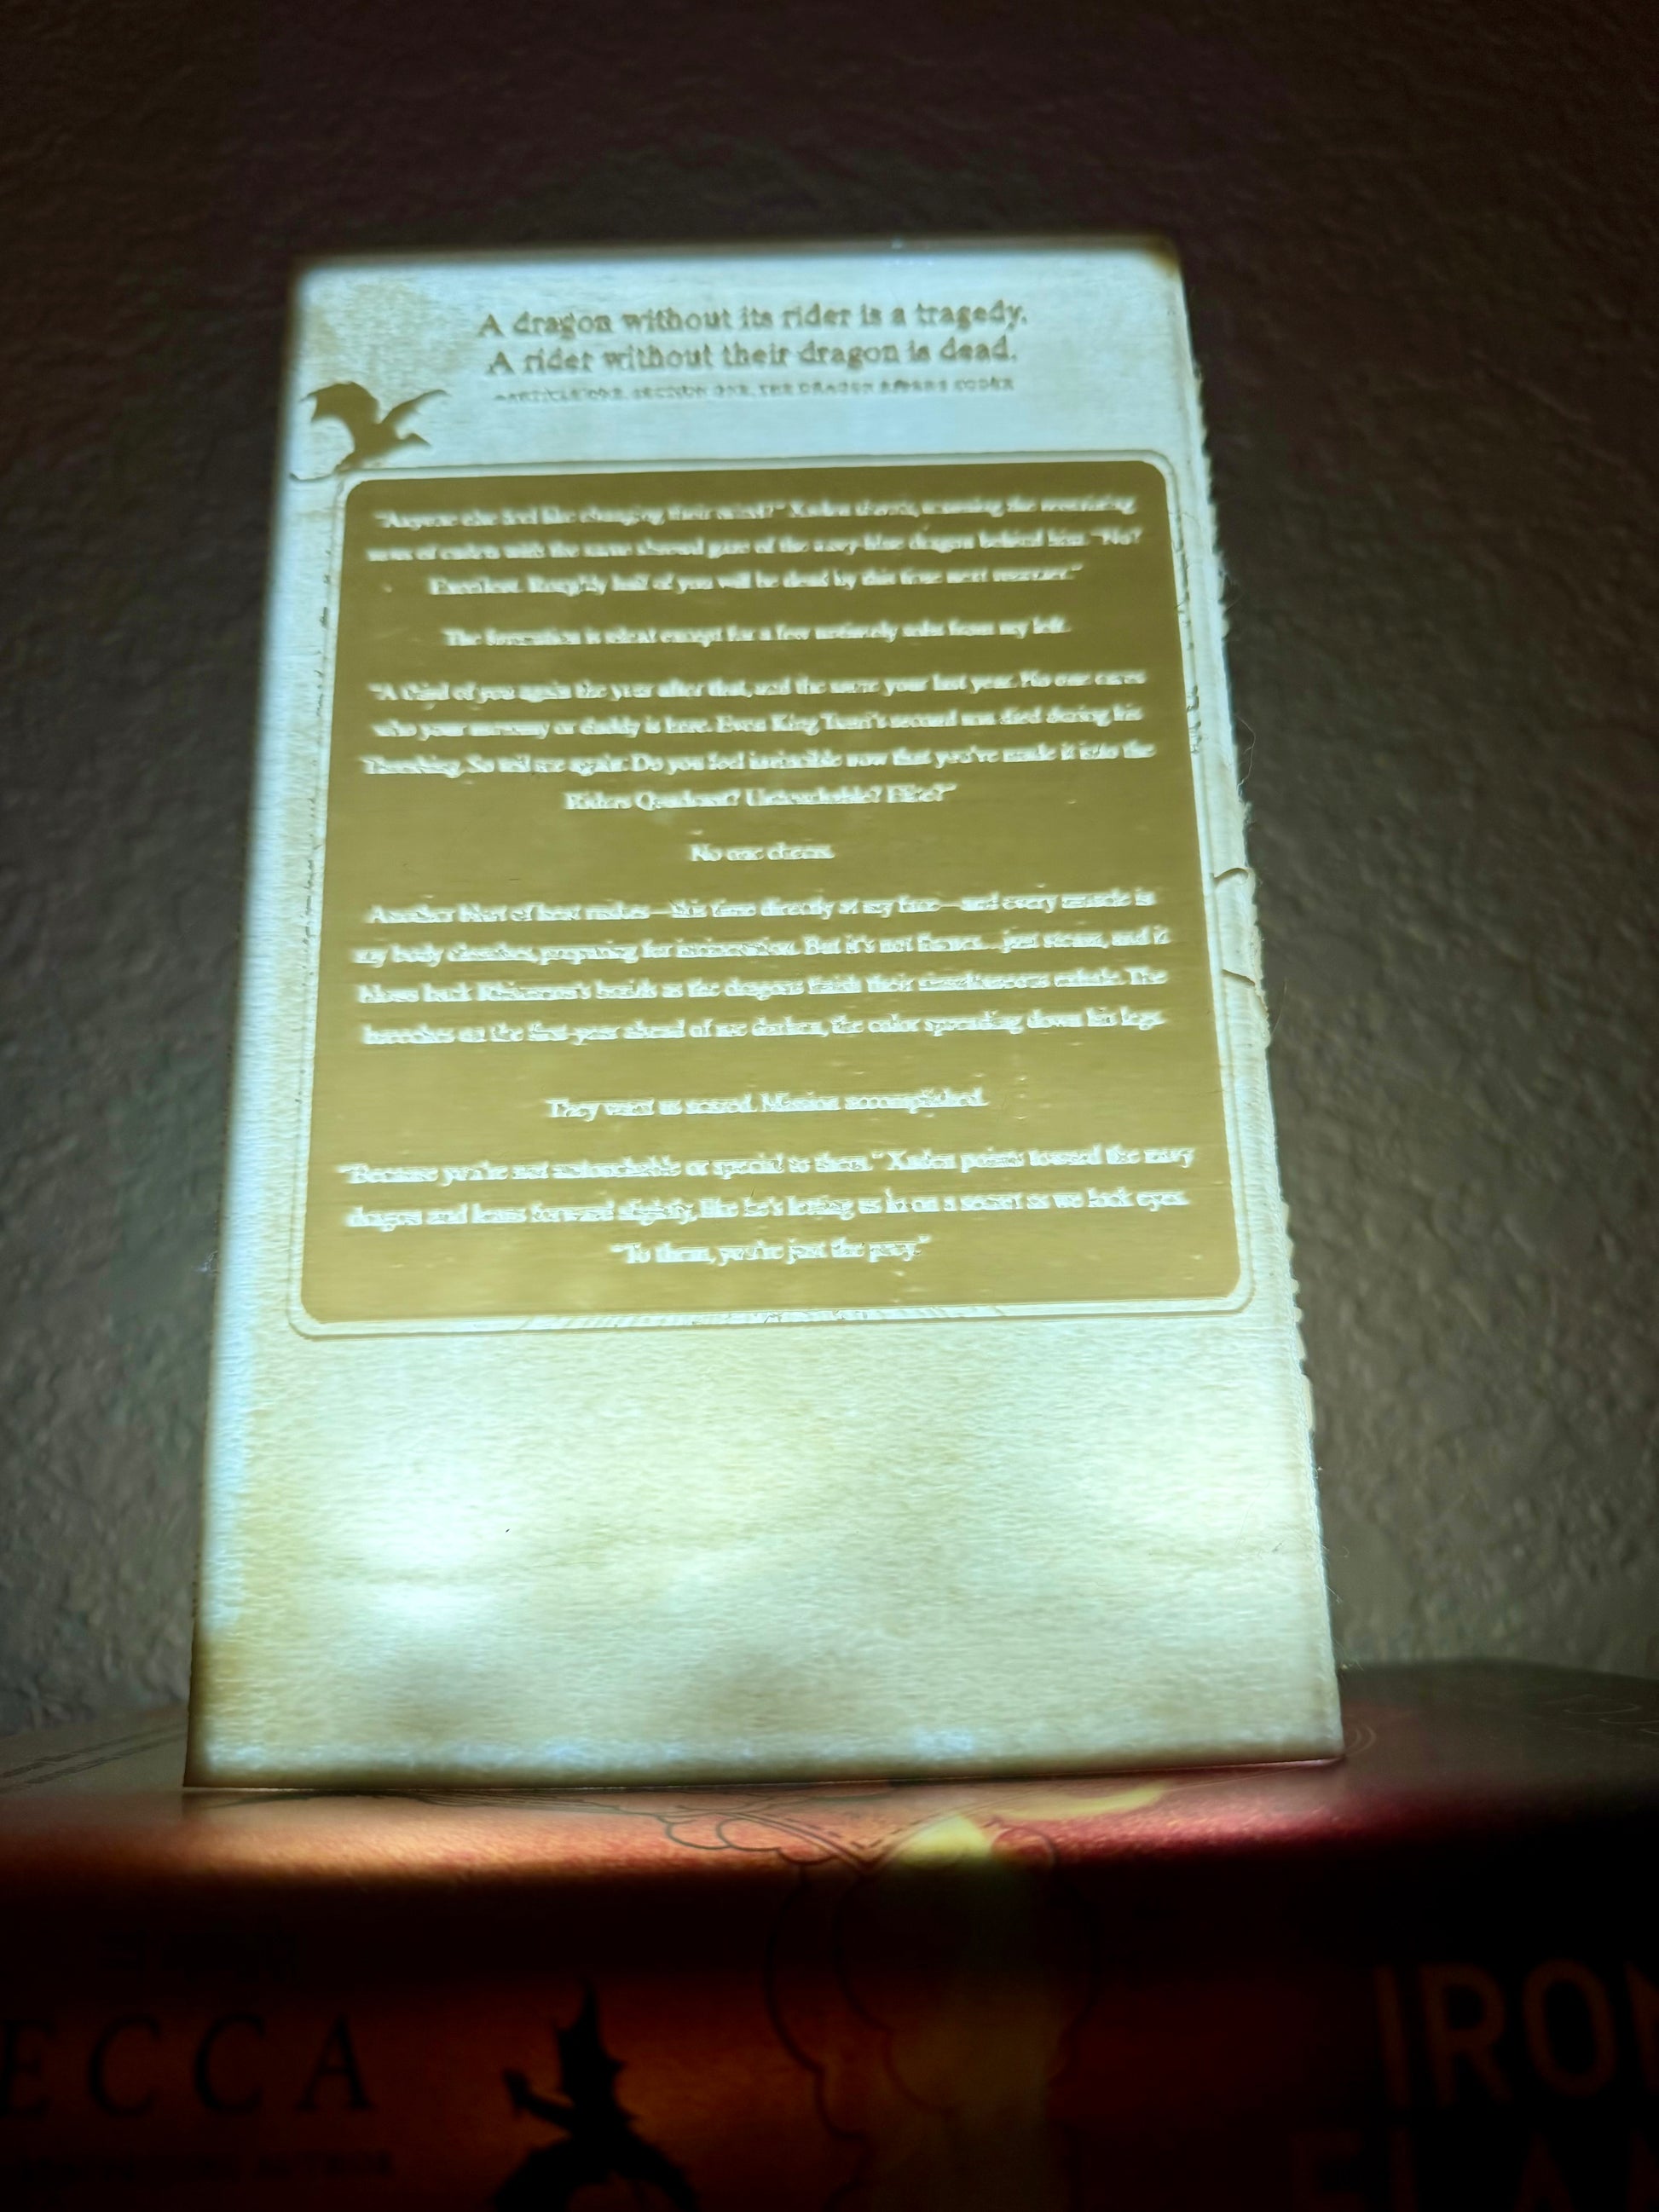 A dragon without its rider is a tragedy.
A rider without their dragon is dead.
—ARTICLE ONE, SECTION ONE, THE DRAGON RIDER'S CODEX
"Anyone else feel like changing their mind?" Xaden shouts, scanning the remaining
rows of cadets with the same shrewd gaze of the navy-blue dragon behind him. "No?
Excellent. Roughly half of you will be dead by this time next summer."
The formation is silent except for a few untimely sobs from my left.
"A third of you again the year after that, and the same your last year. No one cares
who your mommy or daddy is here. Even King Tauri's second son died during his
Threshing. So tell me again: Do you feel invincible now that you've made it into the
Riders Quadrant? Untouchable? Elite?"
No one cheers.
Another blast of heat rushes—this time directly at my face—and every muscle in
my body clenches, preparing for incineration. But it's not flames...just steam, and it
blows back Rhiannon's braids as the dragons finish their simultaneous exhale. The
breeches on the first-year ahead of me darken, the color spreading down his legs.
They want us scared. Mission accomplished.
"Because you're not untouchable or special to them." Xaden points toward the navy
dragon and leans forward slightly, like he's letting us in on a secret as we lock eyes.
"To them, you're just the prey."
ECCA
IRON